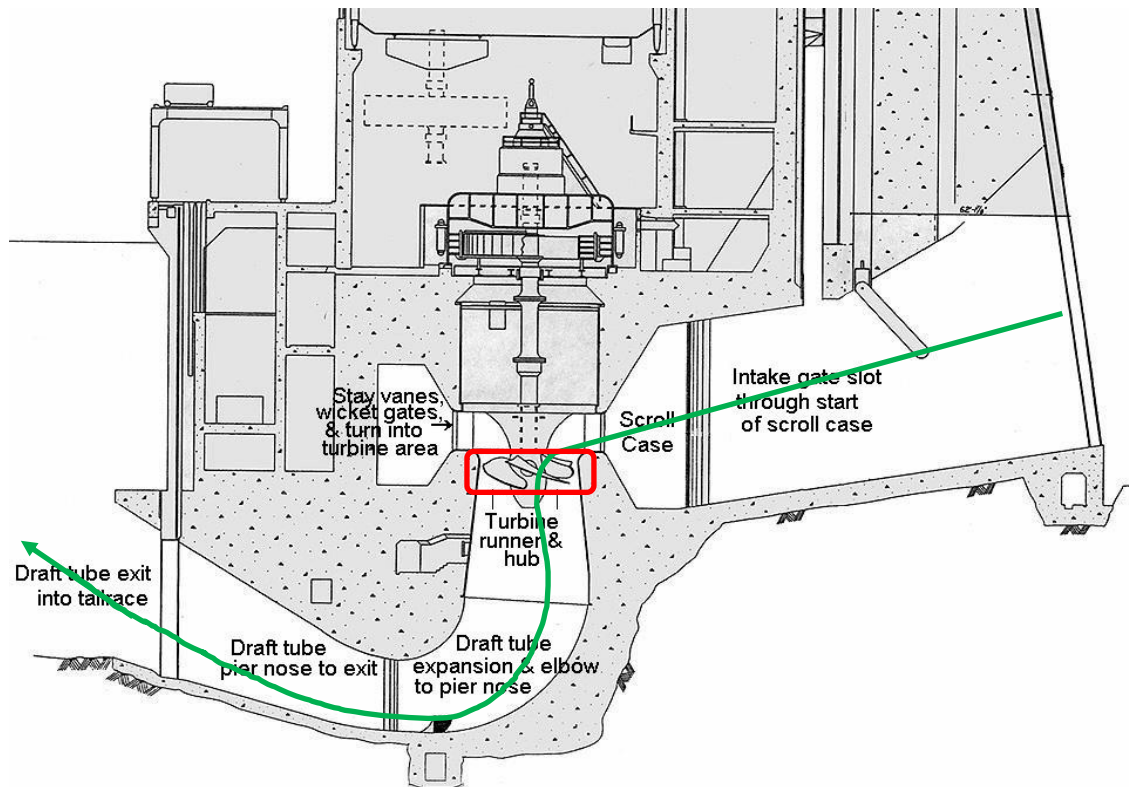 Stay vanes,
wicket gates,
& turn into
turbine area
Scroll
Case
Intake gate slot
through start
of scroll case
Turbine
runner &
hub
Draft tube exit
into tailrace
Draft tube
pier nose to exit
Draft tube
expansion & elbow
to pier nose